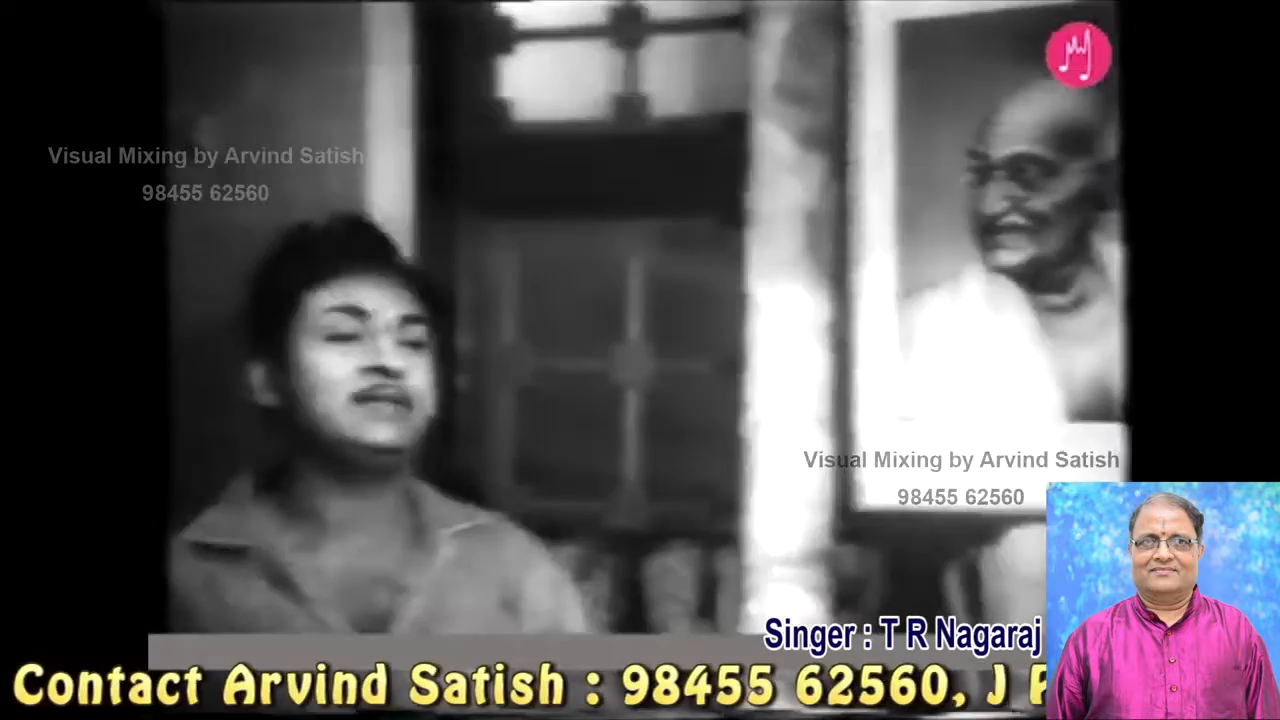 Visual Mixing by Arvind Satish
98455 62560
Visual Mixing by Arvind Satish
98455 62560
Singer : T R Nagaraj
Contact Arvind Satish : 98455 62560, J